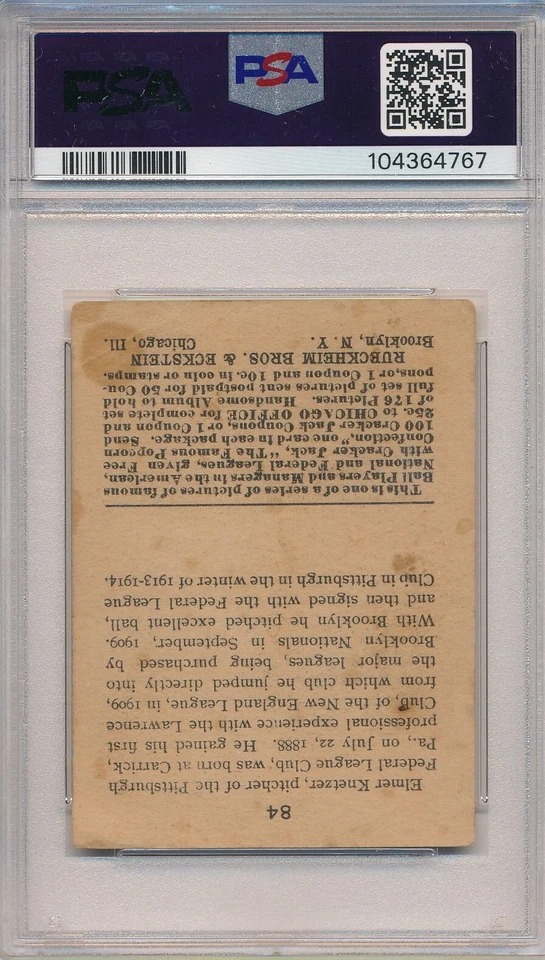 PSA
PSA
104364767
84
Elmer Knetzer, pitcher of the Pittsburgh
Federal League Club, was born at Carrick,
Pa., on July 22, 1888. He gained his first
professional experience with the Lawrence
Club, of the New England League, in 1909,
from which club he jumped directly into
the major leagues, being purchased by
Brooklyn Nationals in September, 1909.
With Brooklyn he pitched excellent ball,
and then signed with the Federal League
Club in Pittsburgh in the winter of 1913-1914.
This is one of a series of pictures of famous
Ball Players and Managers in the American,
National and Federal Leagues, given Free
with Cracker Jack, "The Famous Popcorn
Confection," one card in each package. Send
100 Cracker Jack Coupons, or 1 Coupon and
25c. to CHICAGO OFFICE for complete set
of 176 Pictures. Handsome Album to hold
full set of pictures sent postpaid for 50 Cou-
pons, or 1 Coupon and 10c. in coin or stamps.
RUECKHEIM BROS. & ECKSTEIN
Brooklyn, N. Y. Chicago, Ill.